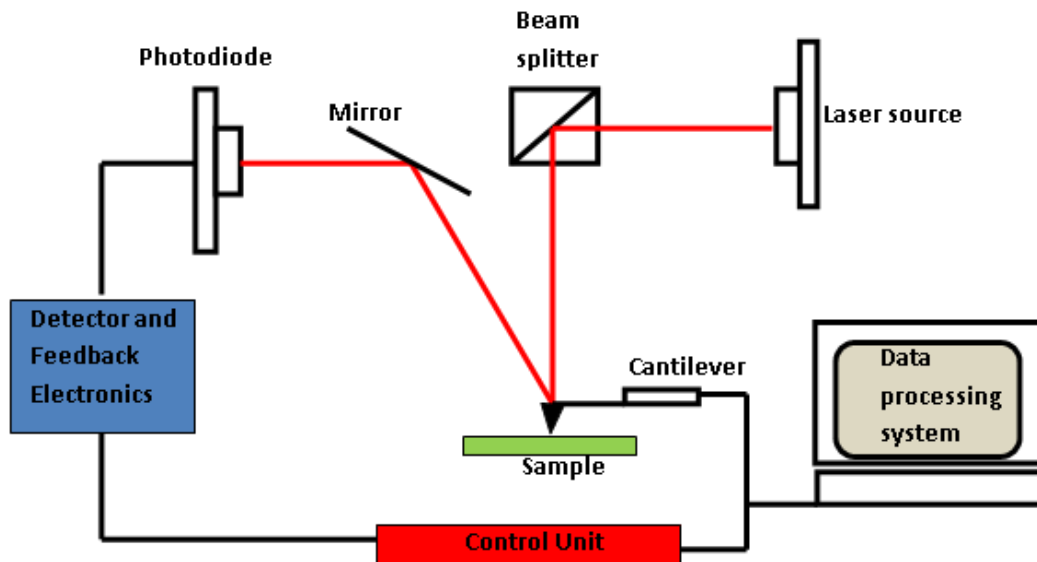 Beam
splitter
Photodiode
Mirror
Laser source
Detector and
Feedback
Electronics
Cantilever
Data
processing
system
Sample
Control Unit